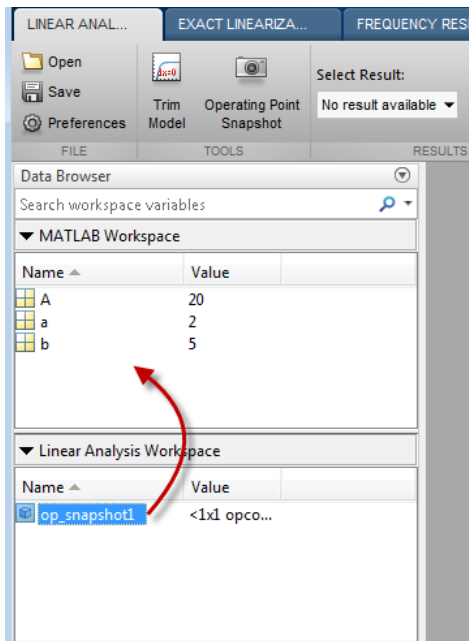 LINEAR ANAL... EXACT LINEARIZA... FREQUENCY RES
Open
Save
Preferences
Trim Model
Operating Point Snapshot
Select Result:
No result available
FILE TOOLS RESULTS
Data Browser
Search workspace variables
MATLAB Workspace
Name Value
A 20
a 2
b 5
Linear Analysis Workspace
Name Value
op_snapshot1 <1x1 opco...